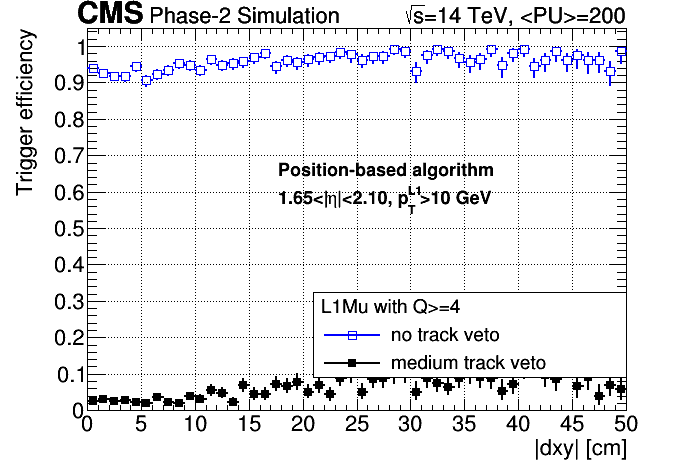 CMS Phase-2 Simulation √s=14 TeV, <PU>=200
Trigger efficiency
1
0.9
0.8
0.7
0.6
0.5
0.4
0.3
0.2
0.1
0
Position-based algorithm
1.65<|η|<2.10, p_T^L1>10 GeV
L1Mu with Q>=4
no track veto
medium track veto
0 5 10 15 20 25 30 35 40 45 50
|dxy| [cm]